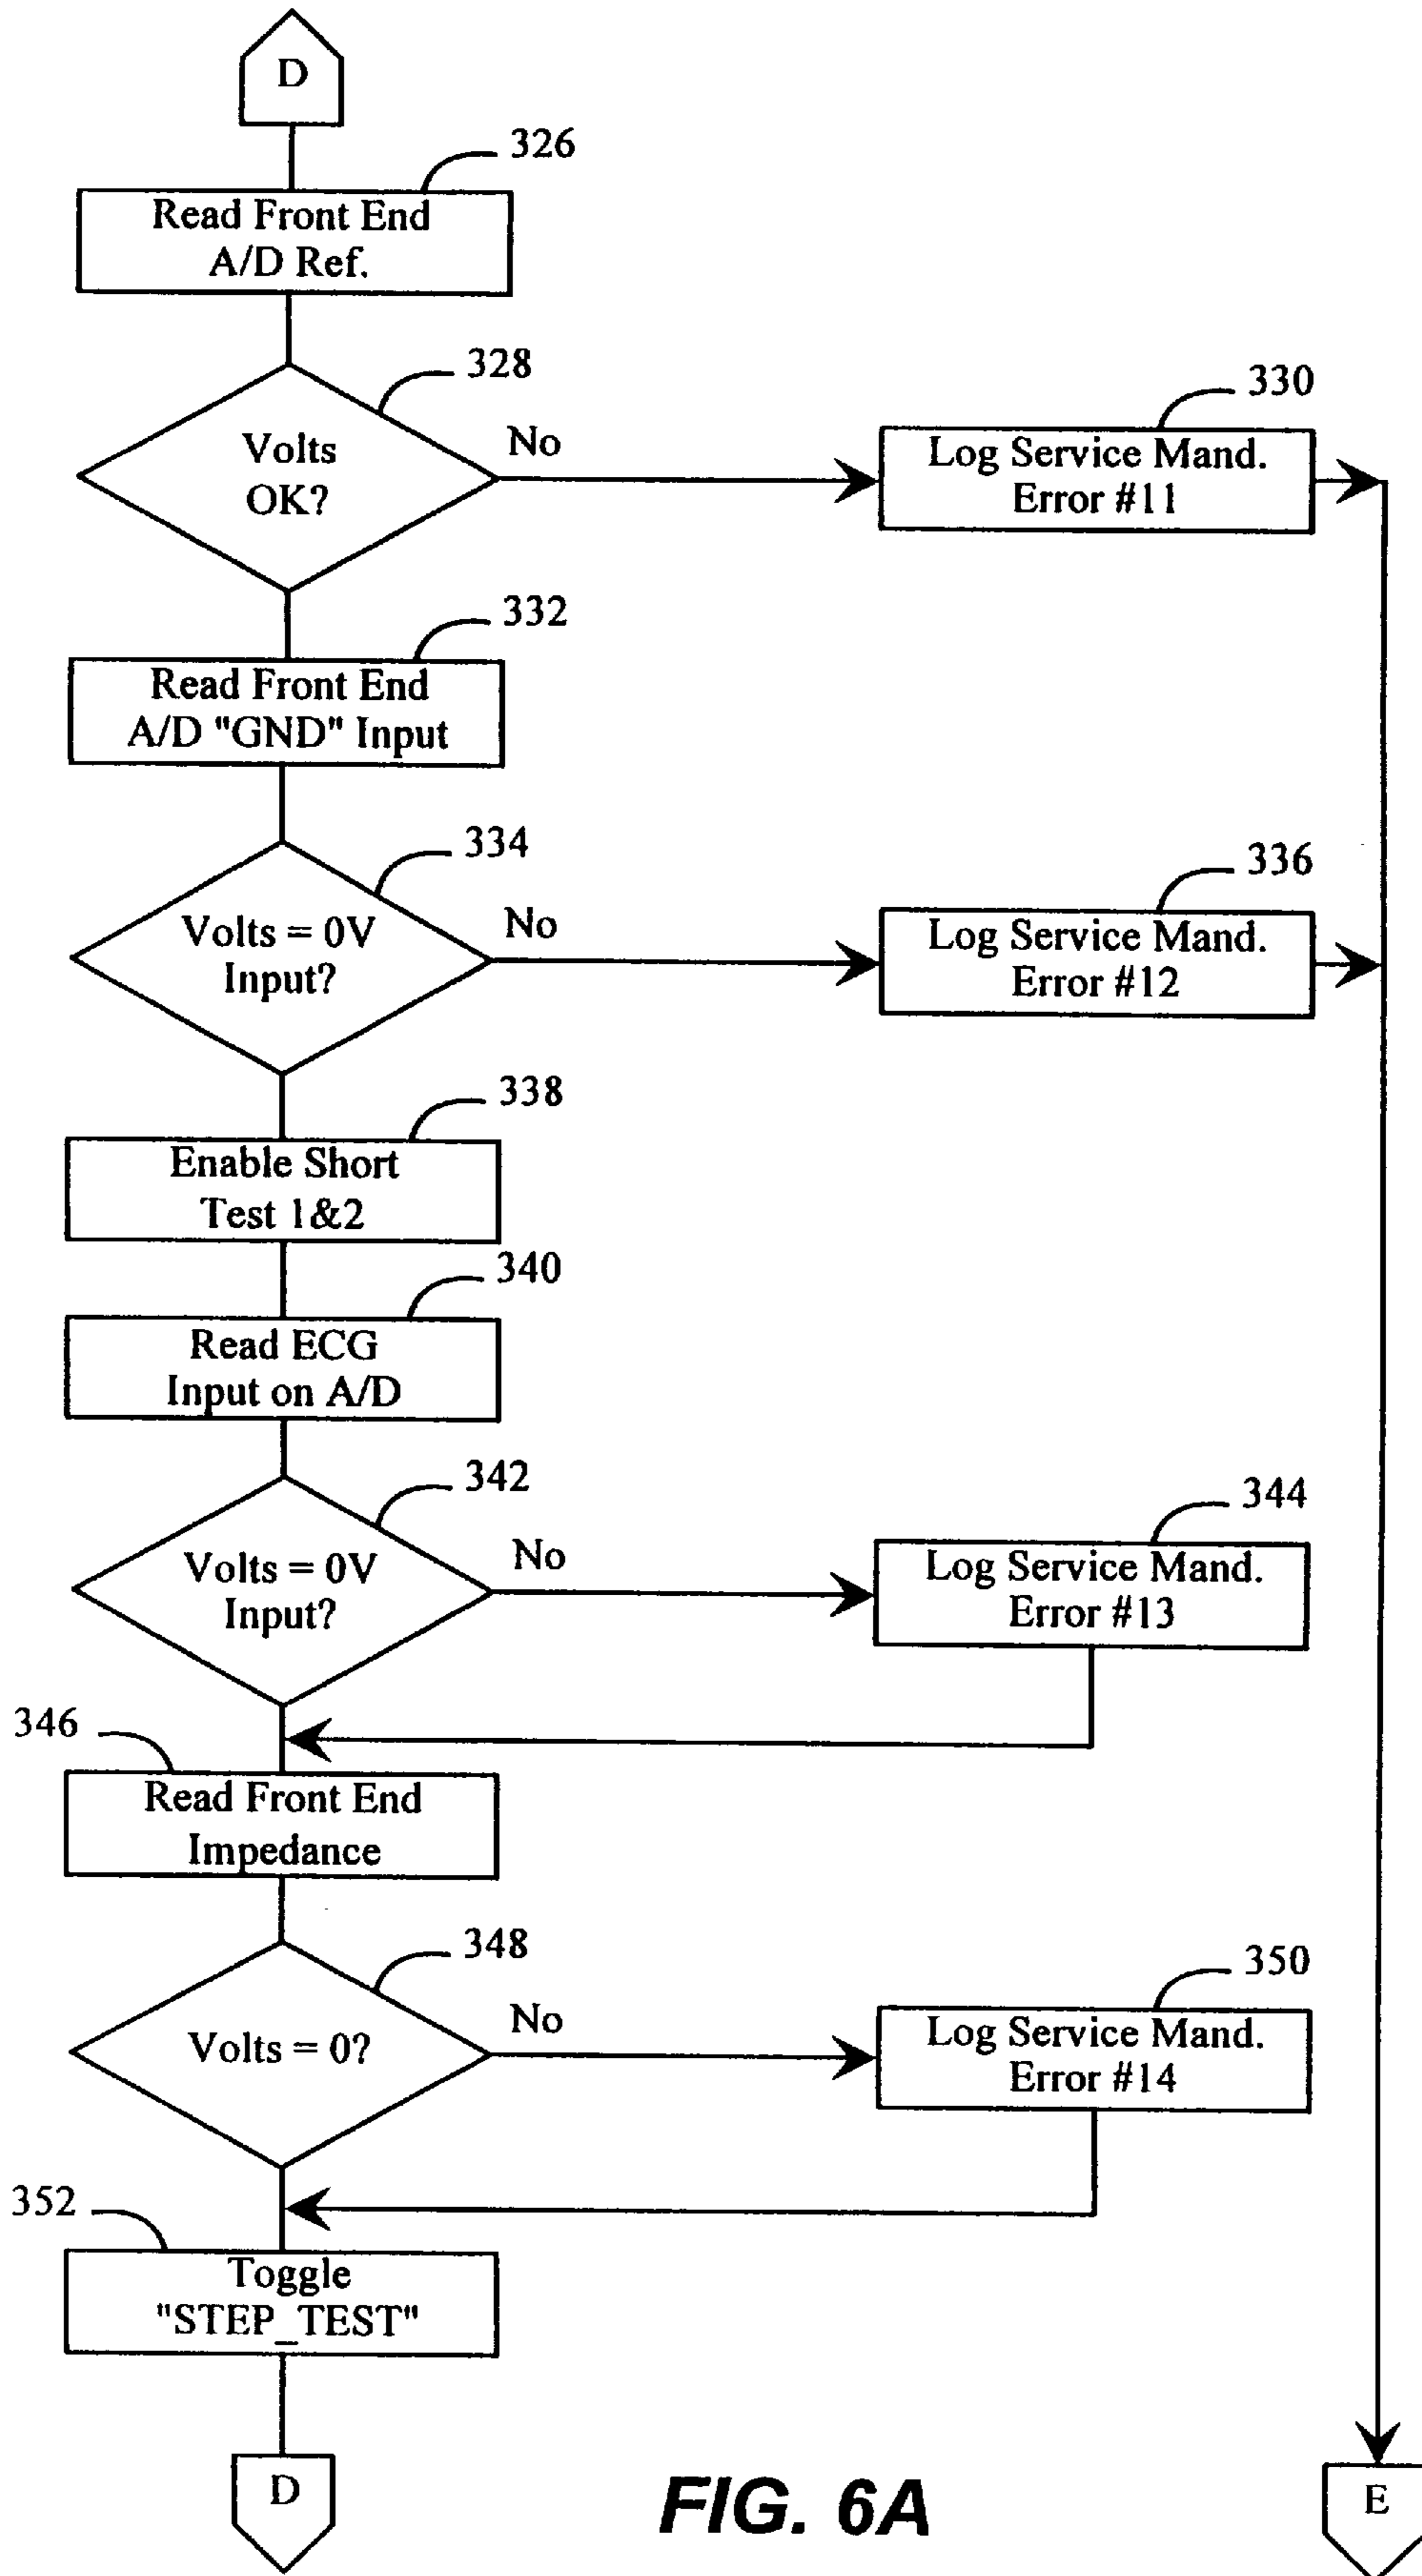 D
326
Read Front End
A/D Ref.
328
Volts
OK?
No
330
Log Service Mand.
Error #11
332
Read Front End
A/D "GND" Input
334
Volts = 0V
Input?
No
336
Log Service Mand.
Error #12
338
Enable Short
Test 1&2
340
Read ECG
Input on A/D
342
Volts = 0V
Input?
No
344
Log Service Mand.
Error #13
346
Read Front End
Impedance
348
Volts = 0?
No
350
Log Service Mand.
Error #14
352
Toggle
"STEP_TEST"
D
E
FIG. 6A